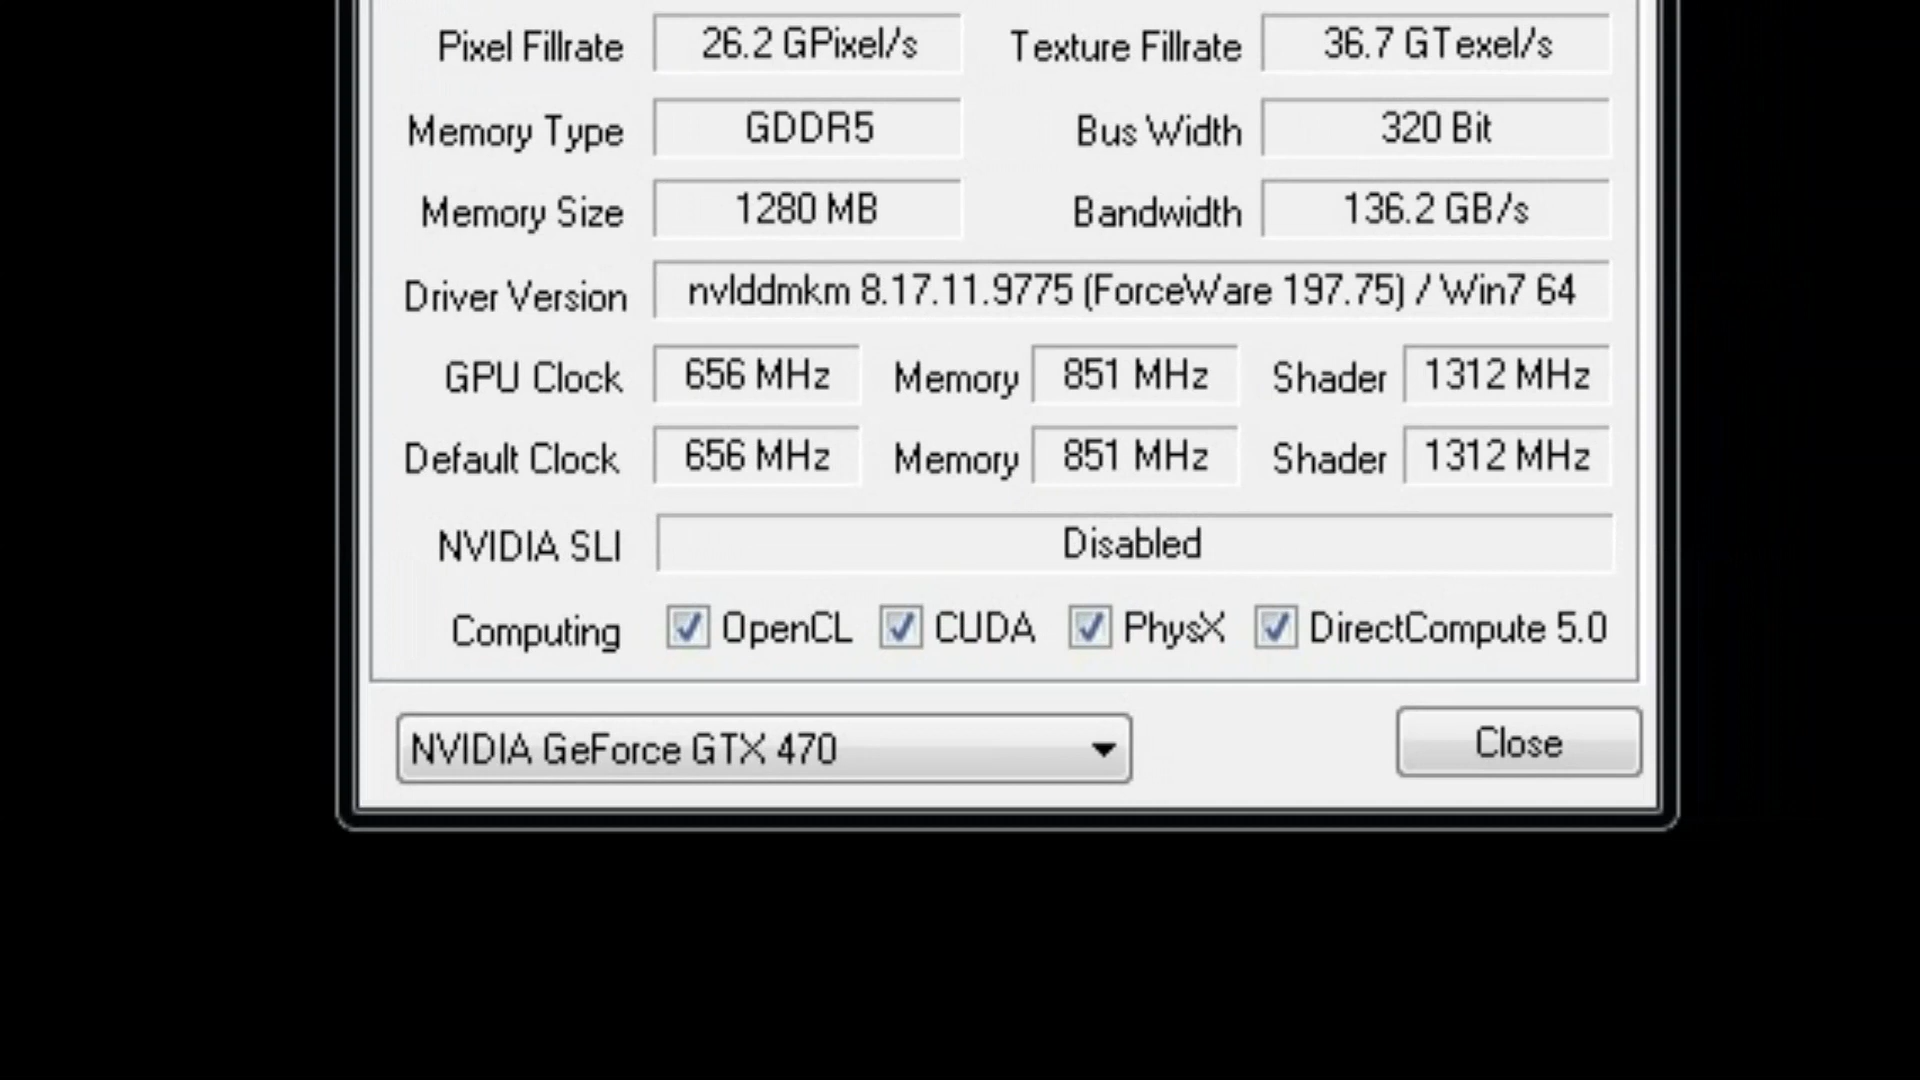 Pixel Fillrate 26.2 GPixel/s Texture Fillrate 36.7 GTexel/s
Memory Type GDDR5 Bus Width 320 Bit
Memory Size 1280 MB Bandwidth 136.2 GB/s
Driver Version nvlddmkm 8.17.11.9775 (ForceWare 197.75) / Win7 64
GPU Clock 656 MHz Memory 851 MHz Shader 1312 MHz
Default Clock 656 MHz Memory 851 MHz Shader 1312 MHz
NVIDIA SLI Disabled
Computing OpenCL CUDA PhysX DirectCompute 5.0
NVIDIA GeForce GTX 470 Close